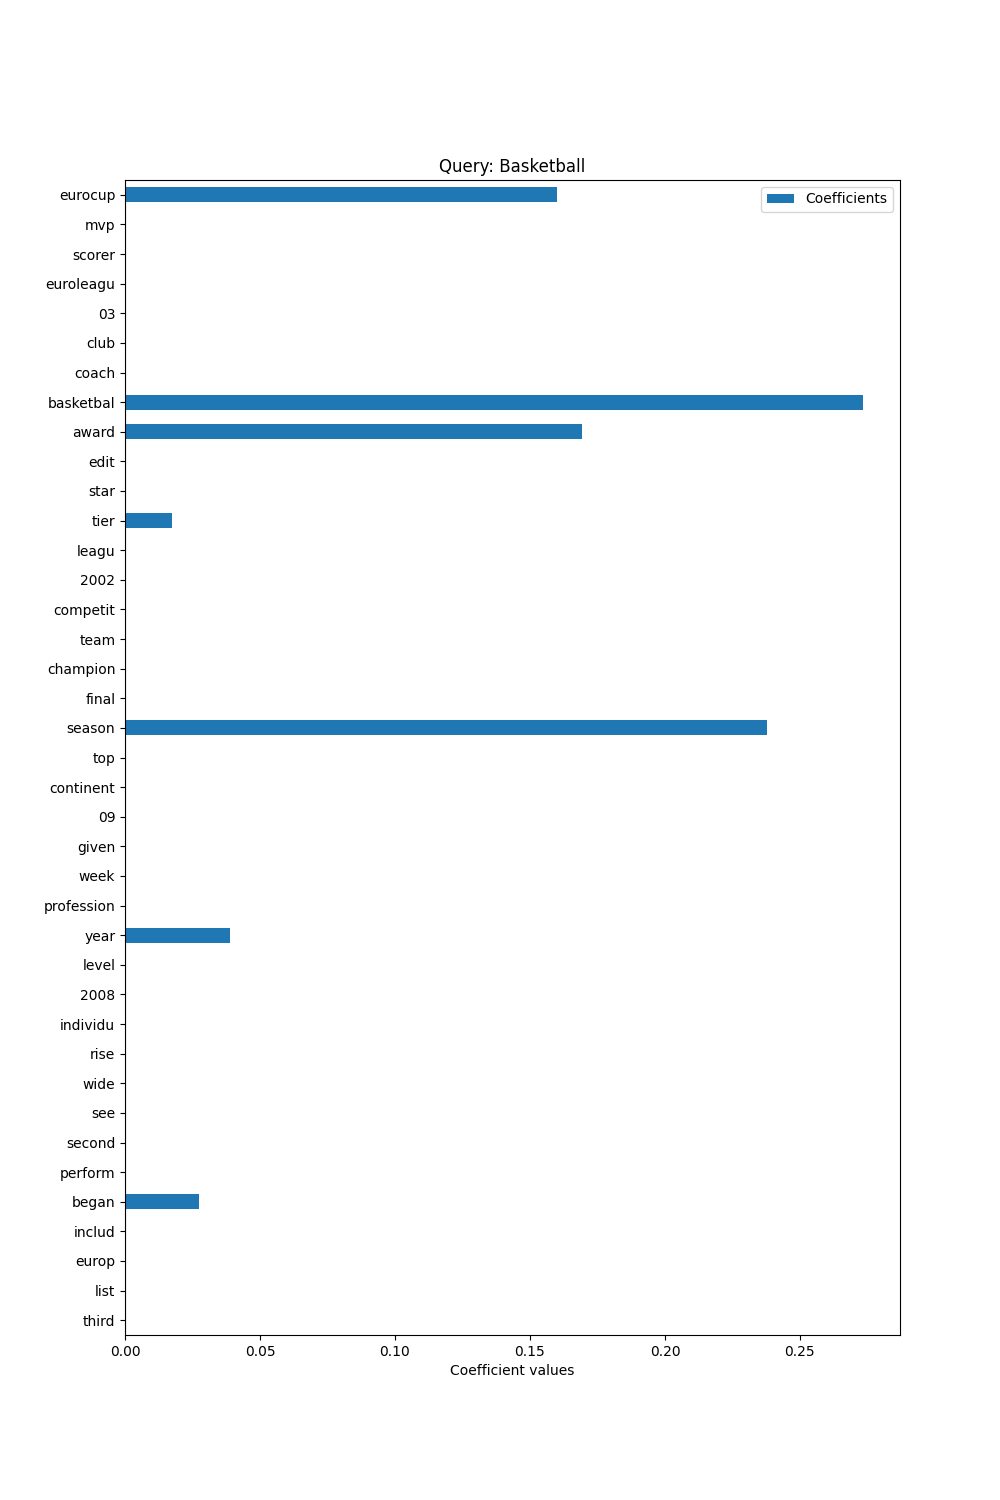 Query: Basketball
Coefficients
eurocup
mvp
scorer
euroleagu
03
club
coach
basketbal
award
edit
star
tier
leagu
2002
competit
team
champion
final
season
top
continent
09
given
week
profession
year
level
2008
individu
rise
wide
see
second
perform
began
includ
europ
list
third
0.00 0.05 0.10 0.15 0.20 0.25
Coefficient values